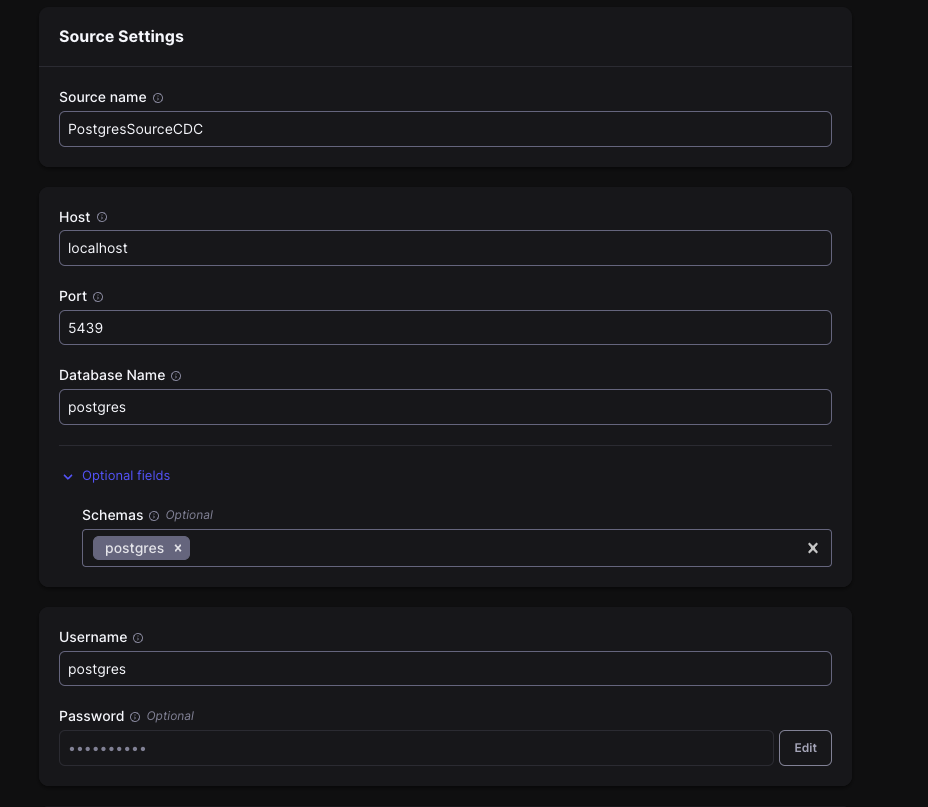 Source Settings
Source name
PostgresSourceCDC
Host
localhost
Port
5439
Database Name
postgres
Optional fields
Schemas Optional
postgres
Username
postgres
Password Optional
••••••••••
Edit